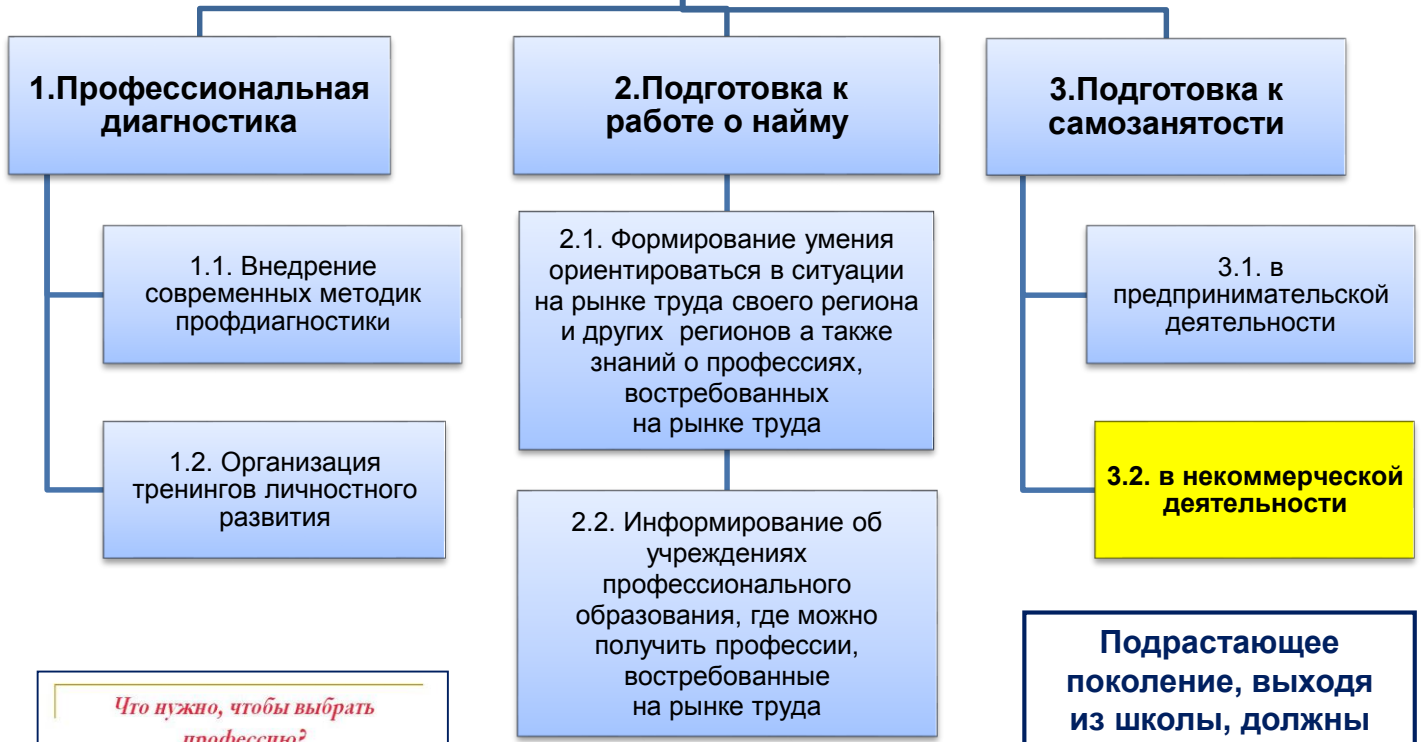 1.Профессиональная
диагностика
1.1. Внедрение
современных методик
профдиагностики
1.2. Организация
тренингов личностного
развития
2.Подготовка к
работе о найму
2.1. Формирование умения
ориентироваться в ситуации
на рынке труда своего региона
и других регионов а также
знаний о профессиях,
востребованных
на рынке труда
2.2. Информирование об
учреждениях
профессионального
образования, где можно
получить профессии,
востребованные
на рынке труда
3.Подготовка к
самозанятости
3.1. в
предпринимательской
деятельности
3.2. в некоммерческой
деятельности
Что нужно, чтобы выбрать
профессию?
Подрастающее
поколение, выходя
из школы, должны